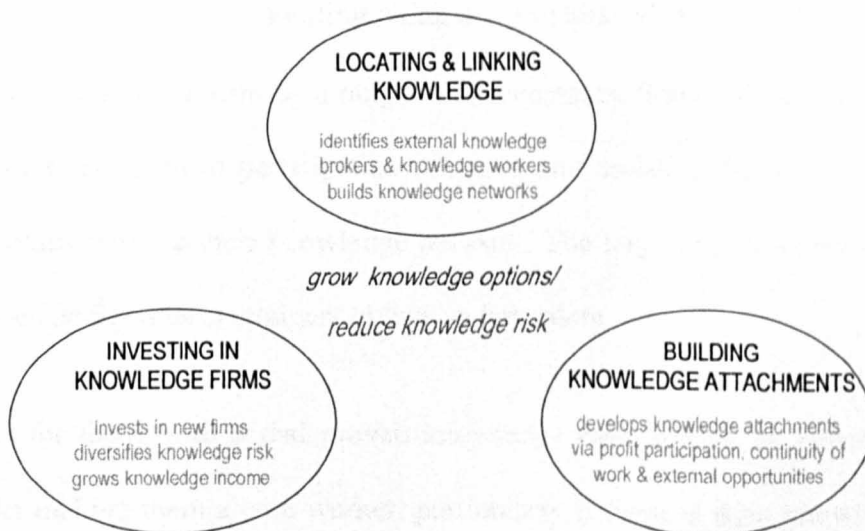 LOCATING & LINKING
KNOWLEDGE
identifies external knowledge
brokers & knowledge workers
builds knowledge networks
grow knowledge options/
reduce knowledge risk
INVESTING IN
KNOWLEDGE FIRMS
invests in new firms
diversifies knowledge risk
grows knowledge income
BUILDING
KNOWLEDGE ATTACHMENTS
develops knowledge attachments
via profit participation, continuity of
work & external opportunities